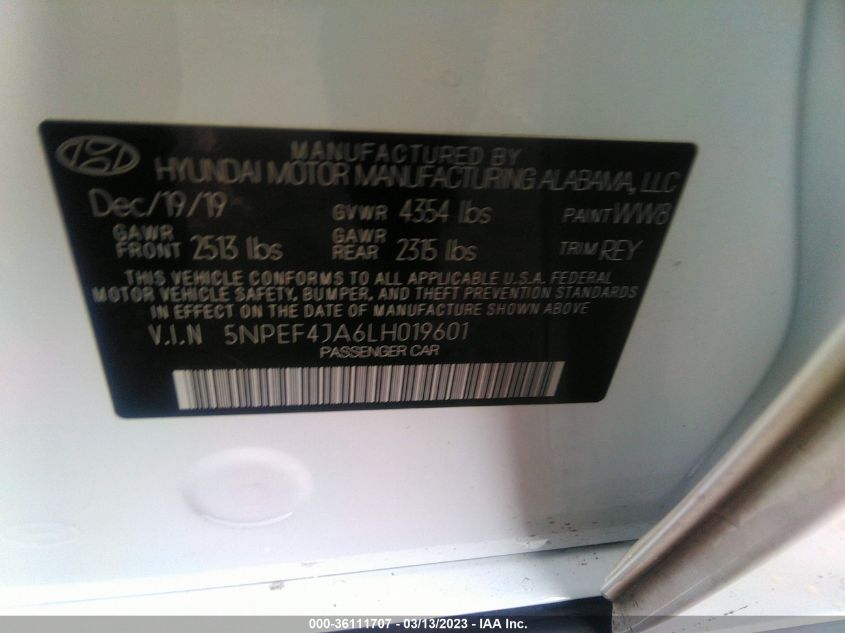 MANUFACTURED BY
HYUNDAI MOTOR MANUFACTURING ALABAMA, LLC
Dec/19/19 GVWR 4354 lbs PAINT WW8
GAWR FRONT 2513 lbs GAWR REAR 2315 lbs TRIM REY
THIS VEHICLE CONFORMS TO ALL APPLICABLE U.S.A. FEDERAL
MOTOR VEHICLE SAFETY, BUMPER, AND THEFT PREVENTION STANDARDS
IN EFFECT ON THE DATE OF MANUFACTURE SHOWN ABOVE.
V.I.N 5NPEF4JA6LH019601
PASSENGER CAR
000-36111707 - 03/13/2023 - IAA Inc.